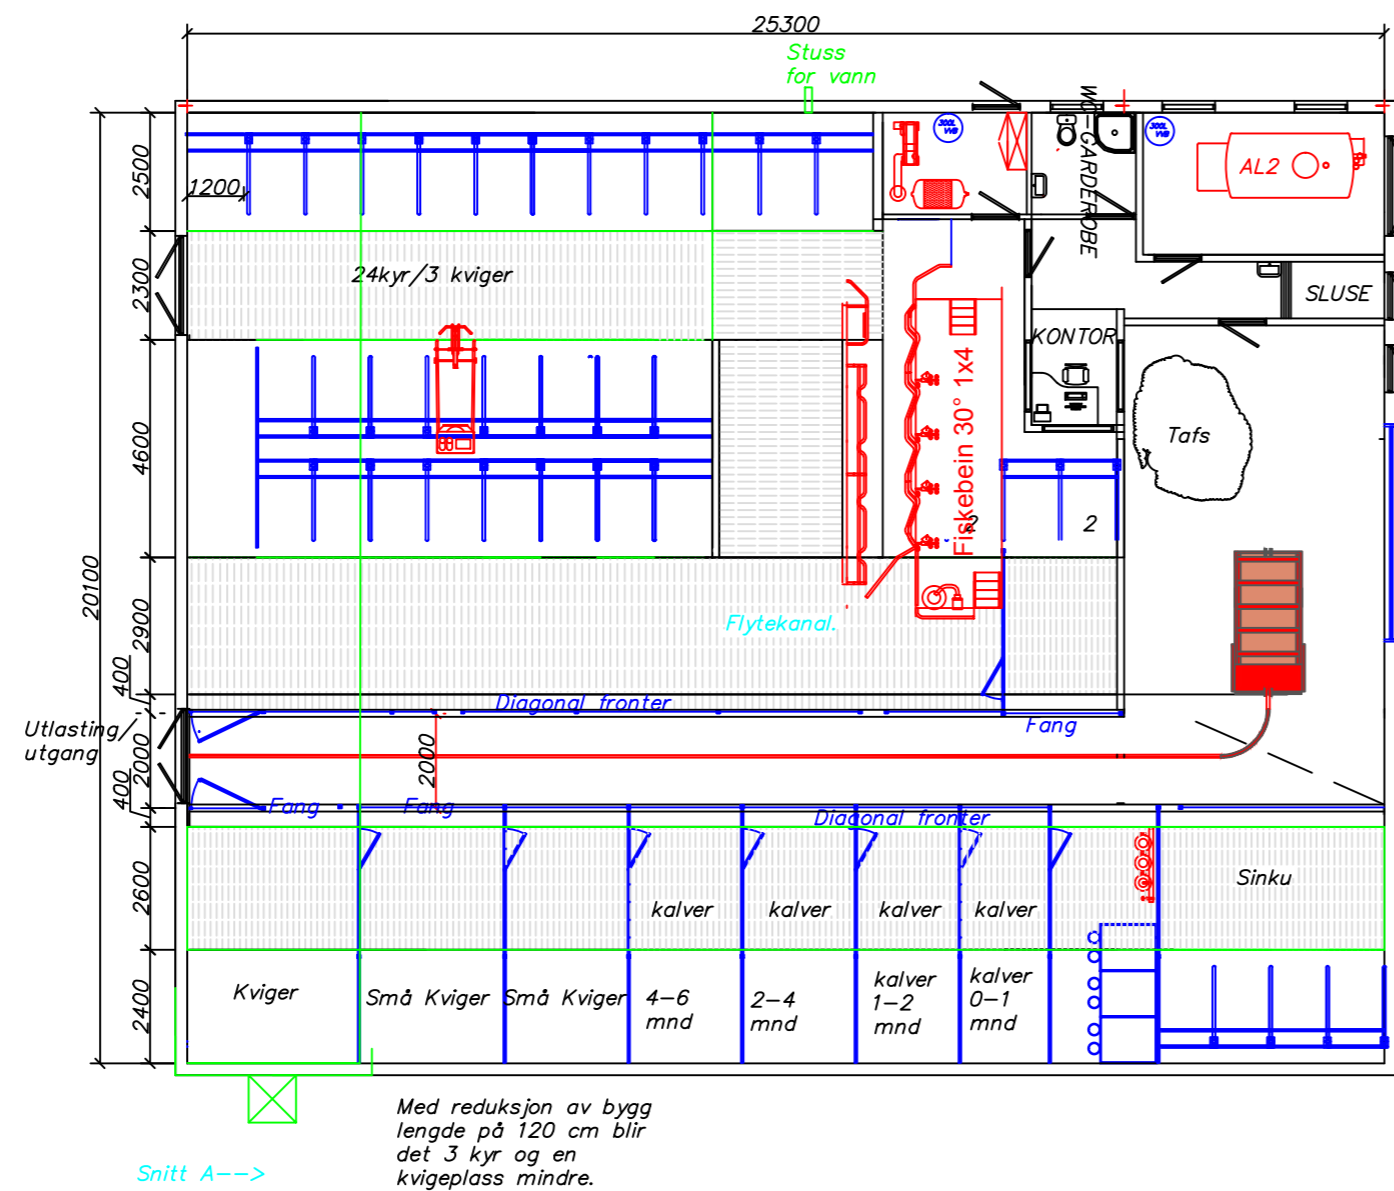 25300
Stuss
for vann
2500
1200
300L
VVB
WC-GARDEROBE
300L
VVB
AL2
2300
24kyr/3 kviger
SLUSE
KONTOR
4600
Fiskebein 30° 1x4
Tafs
2
2
20100
2900
Flytekanal.
400
Diagonal fronter
Fang
Utlasting/
utgang
2000
2000
400
Fang
Fang
Diagonal fronter
2600
kalver
kalver
kalver
kalver
Sinku
2400
Kviger
Små Kviger
Små Kviger
4-6
mnd
2-4
mnd
kalver
1-2
mnd
kalver
0-1
mnd
Med reduksjon av bygg
lengde på 120 cm blir
det 3 kyr og en
kvigeplass mindre.
Snitt A-->